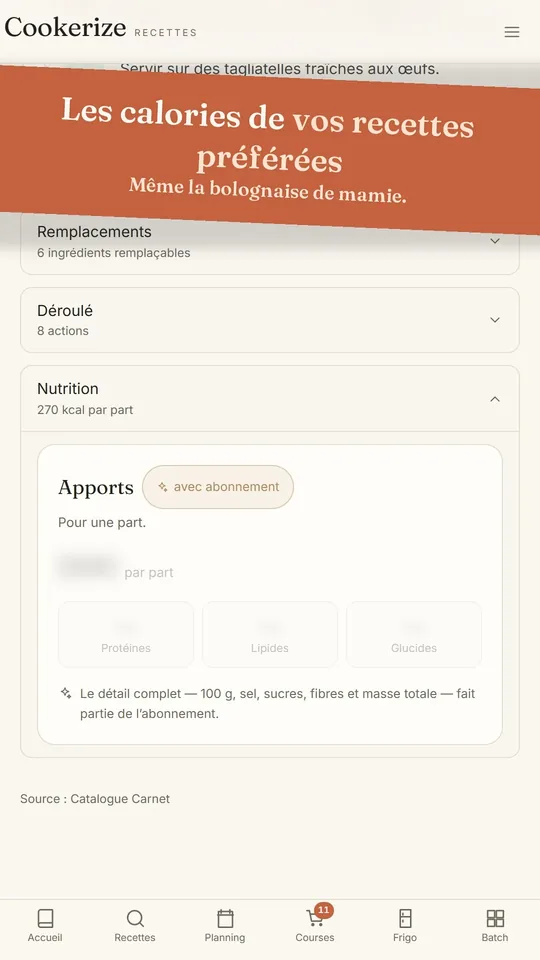 Cookerize RECETTES
Servir sur des tagliatelles fraîches aux œufs.
Les calories de vos recettes
préférées
Même la bolognaise de mamie.
Remplacements
6 ingrédients remplaçables
Déroulé
8 actions
Nutrition
270 kcal par part
Apports
avec abonnement
Pour une part.
par part
Protéines
Lipides
Glucides
Le détail complet — 100 g, sel, sucres, fibres et masse totale — fait
partie de l’abonnement.
Source : Catalogue Carnet
11
Accueil
Recettes
Planning
Courses
Frigo
Batch